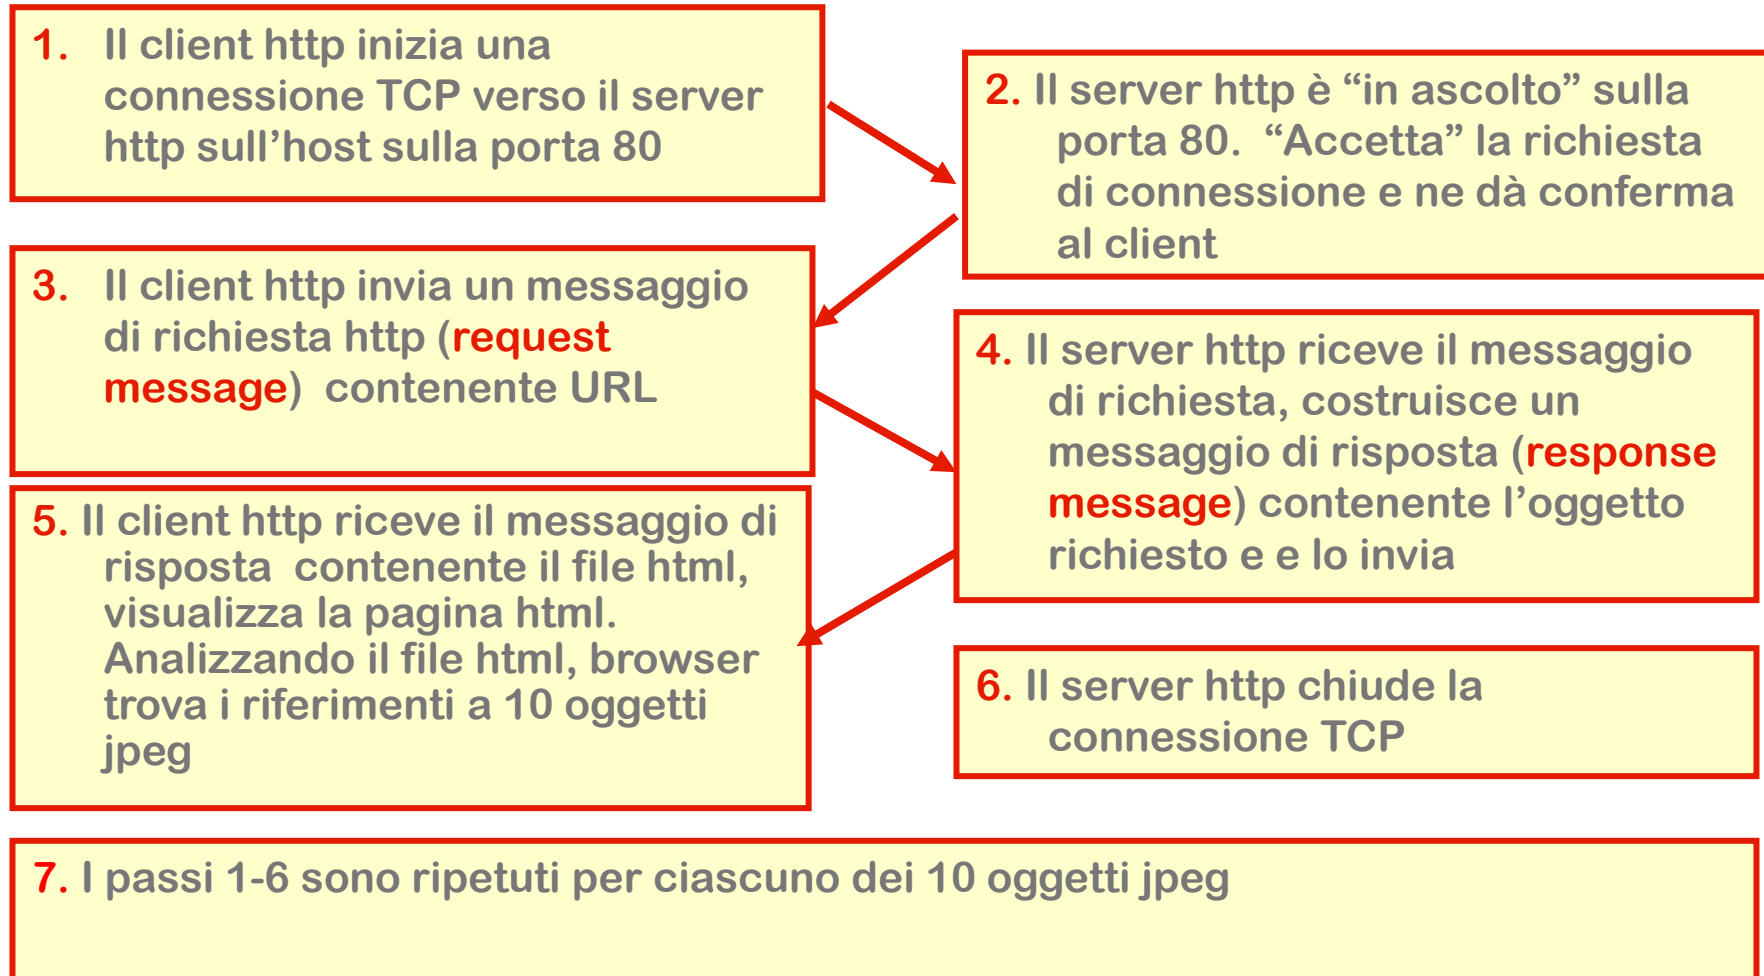 1. Il client http inizia una
connessione TCP verso il server
http sull’host sulla porta 80
2. Il server http è “in ascolto” sulla
porta 80. “Accetta” la richiesta
di connessione e ne dà conferma
al client
3. Il client http invia un messaggio
di richiesta http (request
message) contenente URL
4. Il server http riceve il messaggio
di richiesta, costruisce un
messaggio di risposta (response
message) contenente l’oggetto
richiesto e e lo invia
5. Il client http riceve il messaggio di
risposta contenente il file html,
visualizza la pagina html.
Analizzando il file html, browser
trova i riferimenti a 10 oggetti
jpeg
6. Il server http chiude la
connessione TCP
7. I passi 1-6 sono ripetuti per ciascuno dei 10 oggetti jpeg